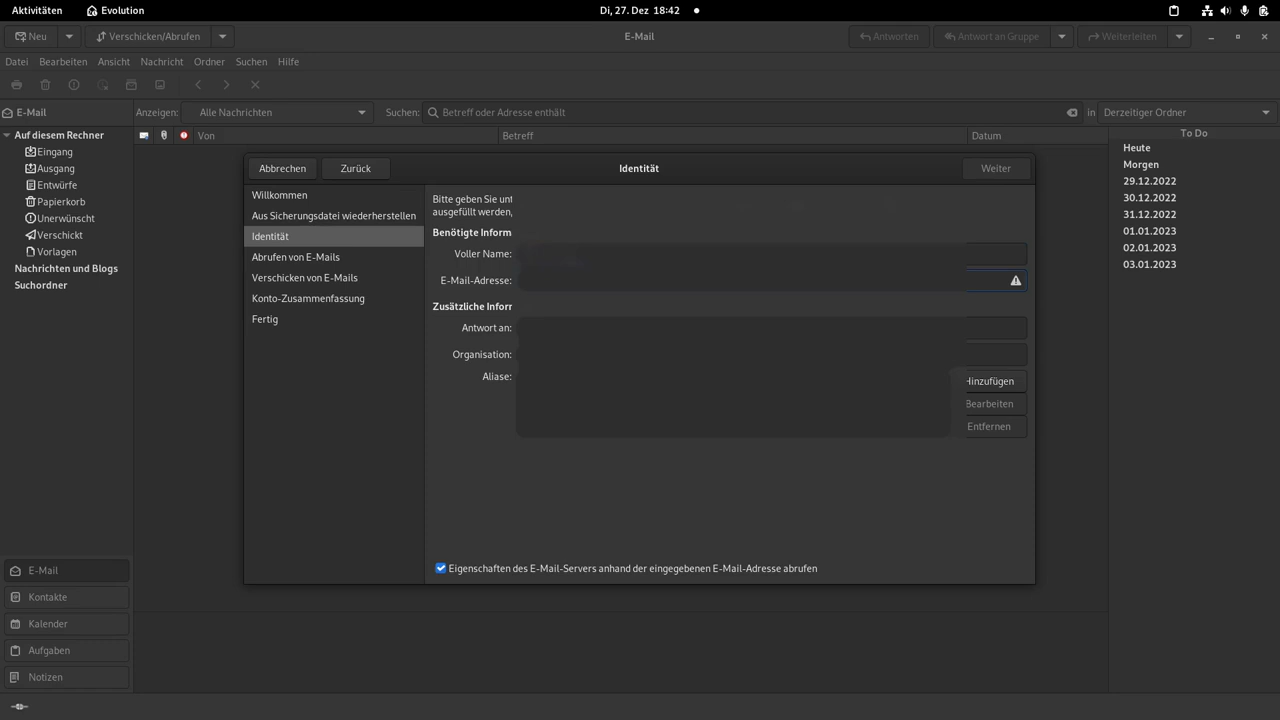 Aktivitäten
Evolution
Di, 27. Dez 18:42
Neu
Verschicken/Abrufen
E-Mail
Antworten
Antwort an Gruppe
Weiterleiten
Datei Bearbeiten Ansicht Nachricht Ordner Suchen Hilfe
E-Mail
Anzeigen: Alle Nachrichten
Suchen: Betreff oder Adresse enthält
in Derzeitiger Ordner
Auf diesem Rechner
Eingang
Ausgang
Entwürfe
Papierkorb
Unerwünscht
Verschickt
Vorlagen
Nachrichten und Blogs
Suchordner
Von
Betreff
Datum
To Do
Heute
Morgen
29.12.2022
30.12.2022
31.12.2022
01.01.2023
02.01.2023
03.01.2023
Abbrechen
Zurück
Identität
Weiter
Willkommen
Aus Sicherungsdatei wiederherstellen
Identität
Abrufen von E-Mails
Verschicken von E-Mails
Konto-Zusammenfassung
Fertig
Bitte geben Sie unt
ausgefüllt werden,
Benötigte Inform
Voller Name:
E-Mail-Adresse:
Zusätzliche Infor
Antwort an:
Organisation:
Aliase:
Hinzufügen
Bearbeiten
Entfernen
Eigenschaften des E-Mail-Servers anhand der eingegebenen E-Mail-Adresse abrufen
E-Mail
Kontakte
Kalender
Aufgaben
Notizen